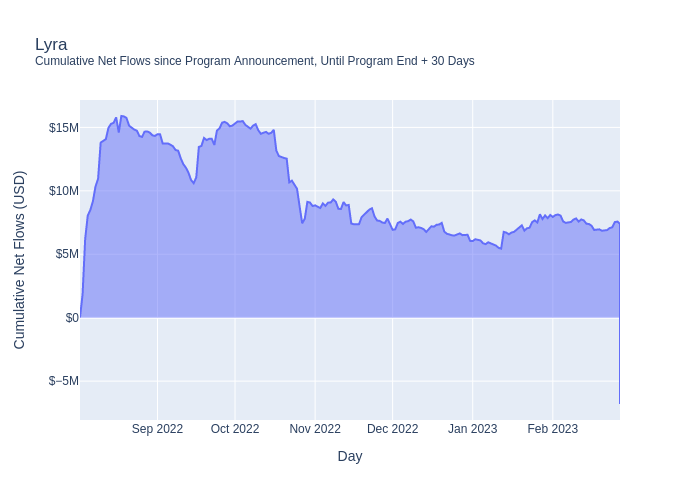 Lyra
Cumulative Net Flows since Program Announcement, Until Program End + 30 Days
Cumulative Net Flows (USD)
$15M
$10M
$5M
$0
−$5M
Sep 2022
Oct 2022
Nov 2022
Dec 2022
Jan 2023
Feb 2023
Day